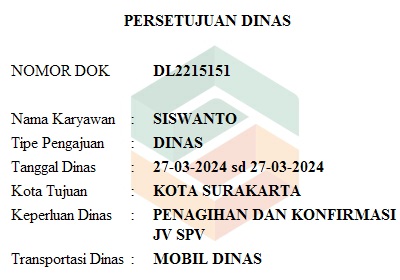 PERSETUJUAN DINAS
NOMOR DOK DL2215151
Nama Karyawan : SISWANTO
Tipe Pengajuan : DINAS
Tanggal Dinas : 27-03-2024 sd 27-03-2024
Kota Tujuan : KOTA SURAKARTA
Keperluan Dinas : PENAGIHAN DAN KONFIRMASI
JV SPV
Transportasi Dinas : MOBIL DINAS